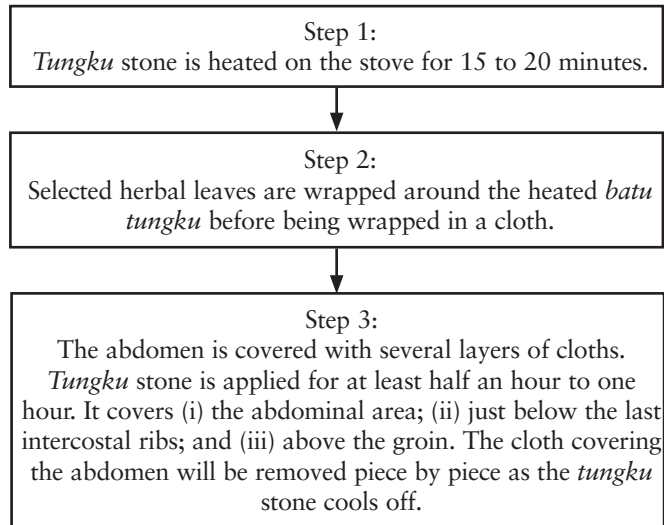 Step 1:
Tungku stone is heated on the stove for 15 to 20 minutes.
Step 2:
Selected herbal leaves are wrapped around the heated batu
tungku before being wrapped in a cloth.
Step 3:
The abdomen is covered with several layers of cloths.
Tungku stone is applied for at least half an hour to one
hour. It covers (i) the abdominal area; (ii) just below the last
intercostal ribs; and (iii) above the groin. The cloth covering
the abdomen will be removed piece by piece as the tungku
stone cools off.